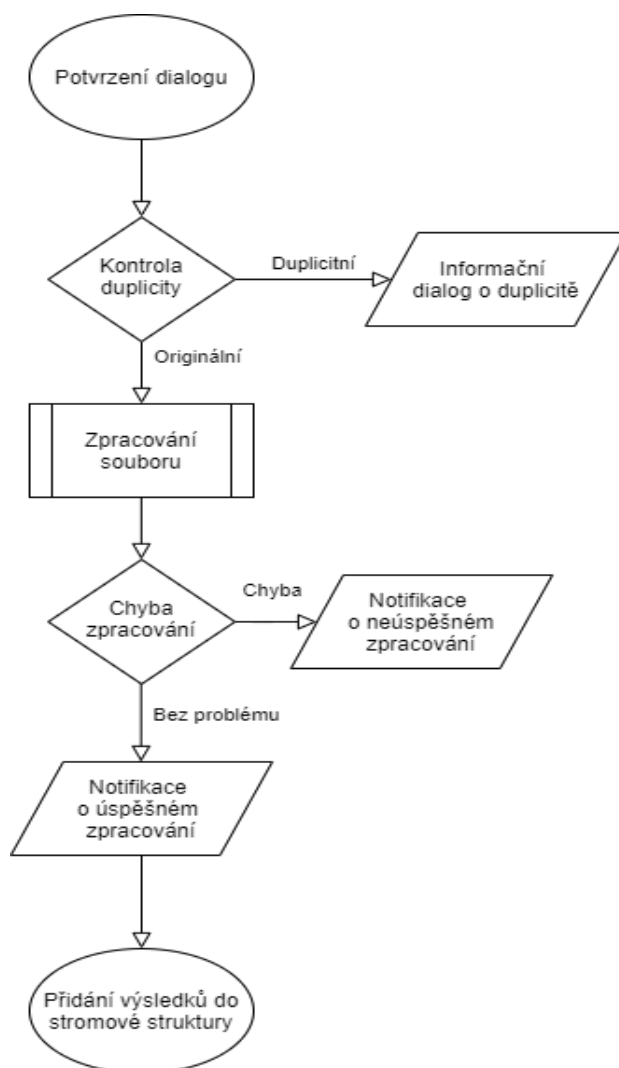 Potvrzení dialogu
Kontrola
duplicity
Duplicitní
Informační
dialog o duplicitě
Originální
Zpracování
souboru
Chyba
zpracování
Chyba
Notifikace
o neúspěšném
zpracování
Bez problému
Notifikace
o úspěšném
zpracování
Přidání výsledků do
stromové struktury